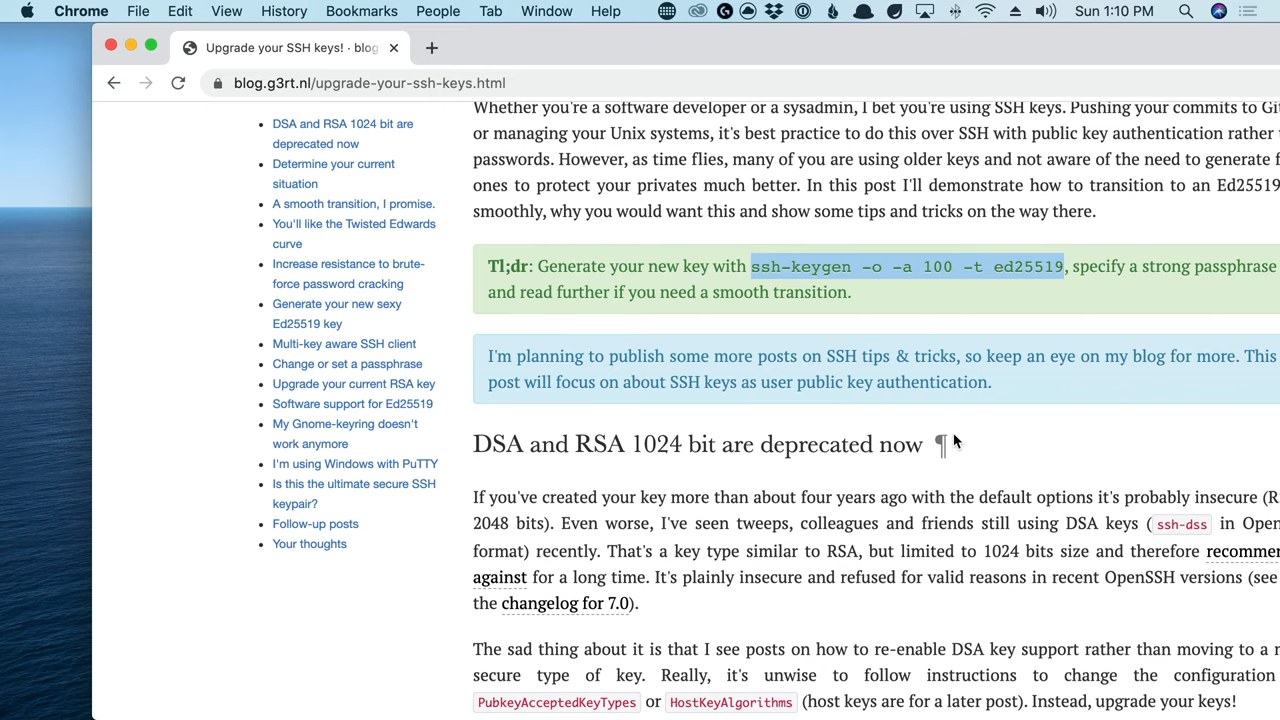 Chrome File Edit View History Bookmarks People Tab Window Help Sun 1:10 PM
Upgrade your SSH keys! · blog
blog.g3rt.nl/upgrade-your-ssh-keys.html
DSA and RSA 1024 bit are
deprecated now
Determine your current
situation
A smooth transition, I promise.
You'll like the Twisted Edwards
curve
Increase resistance to brute-
force password cracking
Generate your new sexy
Ed25519 key
Multi-key aware SSH client
Change or set a passphrase
Upgrade your current RSA key
Software support for Ed25519
My Gnome-keyring doesn't
work anymore
I'm using Windows with PuTTY
Is this the ultimate secure SSH
keypair?
Follow-up posts
Your thoughts
Whether you're a software developer or a sysadmin, I bet you're using SSH keys. Pushing your commits to Gi
or managing your Unix systems, it's best practice to do this over SSH with public key authentication rather
passwords. However, as time flies, many of you are using older keys and not aware of the need to generate f
ones to protect your privates much better. In this post I'll demonstrate how to transition to an Ed25519
smoothly, why you would want this and show some tips and tricks on the way there.
Tl;dr: Generate your new key with ssh-keygen -o -a 100 -t ed25519, specify a strong passphrase
and read further if you need a smooth transition.
I'm planning to publish some more posts on SSH tips & tricks, so keep an eye on my blog for more. This
post will focus on about SSH keys as user public key authentication.
DSA and RSA 1024 bit are deprecated now ¶
If you've created your key more than about four years ago with the default options it's probably insecure (R
2048 bits). Even worse, I've seen tweeps, colleagues and friends still using DSA keys (ssh-dss in Open
format) recently. That's a key type similar to RSA, but limited to 1024 bits size and therefore recommen
against for a long time. It's plainly insecure and refused for valid reasons in recent OpenSSH versions (see
the changelog for 7.0).
The sad thing about it is that I see posts on how to re-enable DSA key support rather than moving to a
secure type of key. Really, it's unwise to follow instructions to change the configuration
PubkeyAcceptedKeyTypes or HostKeyAlgorithms (host keys are for a later post). Instead, upgrade your keys!